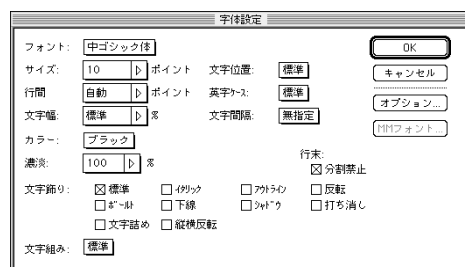 字体設定
フォント: 中ゴシック体 OK
サイズ: 10 ポイント 文字位置: 標準 キャンセル
行間 自動 ポイント 英字ケース: 標準 オプション...
文字幅: 標準 % 文字間隔: 無指定 MMフォント...
カラー: ブラック
濃淡: 100 % 行末: 分割禁止
文字飾り: 標準 イタリック アウトライン 反転
ボールド 下線 シャドウ 打ち消し
文字詰め 縦横反転
文字組み: 標準